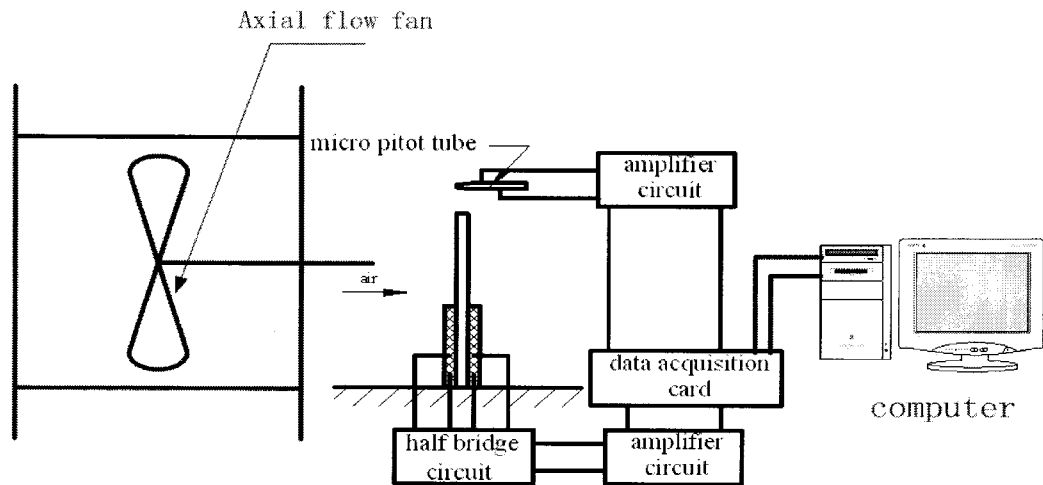 Axial flow fan
micro pitot tube
amplifier
circuit
air
data acquisition
card
computer
half bridge
circuit
amplifier
circuit